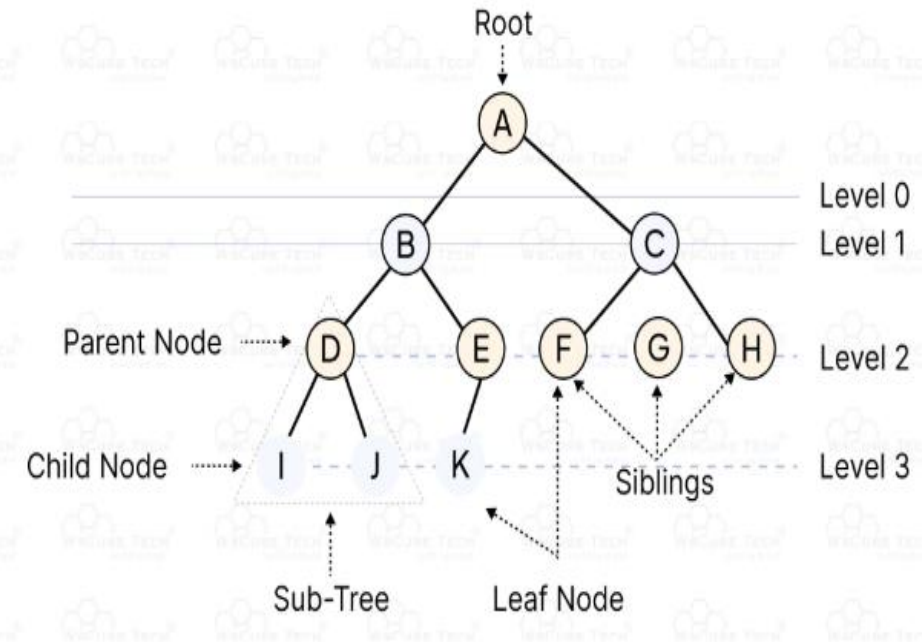 Root
A
Level 0
B
C
Level 1
Parent Node
D
E
F
G
H
Level 2
Child Node
I
J
K
Level 3
Siblings
Sub-Tree
Leaf Node